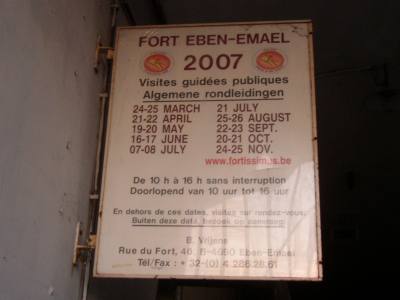 FORT EBEN-EMAEL
2007
Visites guidées publiques
Algemene rondleidingen
24-25 MARCH 21 JULY
21-22 APRIL 25-26 AUGUST
19-20 MAY 22-23 SEPT.
16-17 JUNE 20-21 OCT.
07-08 JULY 24-25 NOV.
www.fortissimus.be
De 10 h à 16 h sans interruption
Doorlopend van 10 uur tot 16 uur
En dehors de ces dates, visites sur rendez-vous.
Buiten deze data, bezoek op aanvraag
B. Vrijens
Rue du Fort, 40, B-4690 Eben-Emael
Tél/Fax : + 32-(0) 4.286.28.61